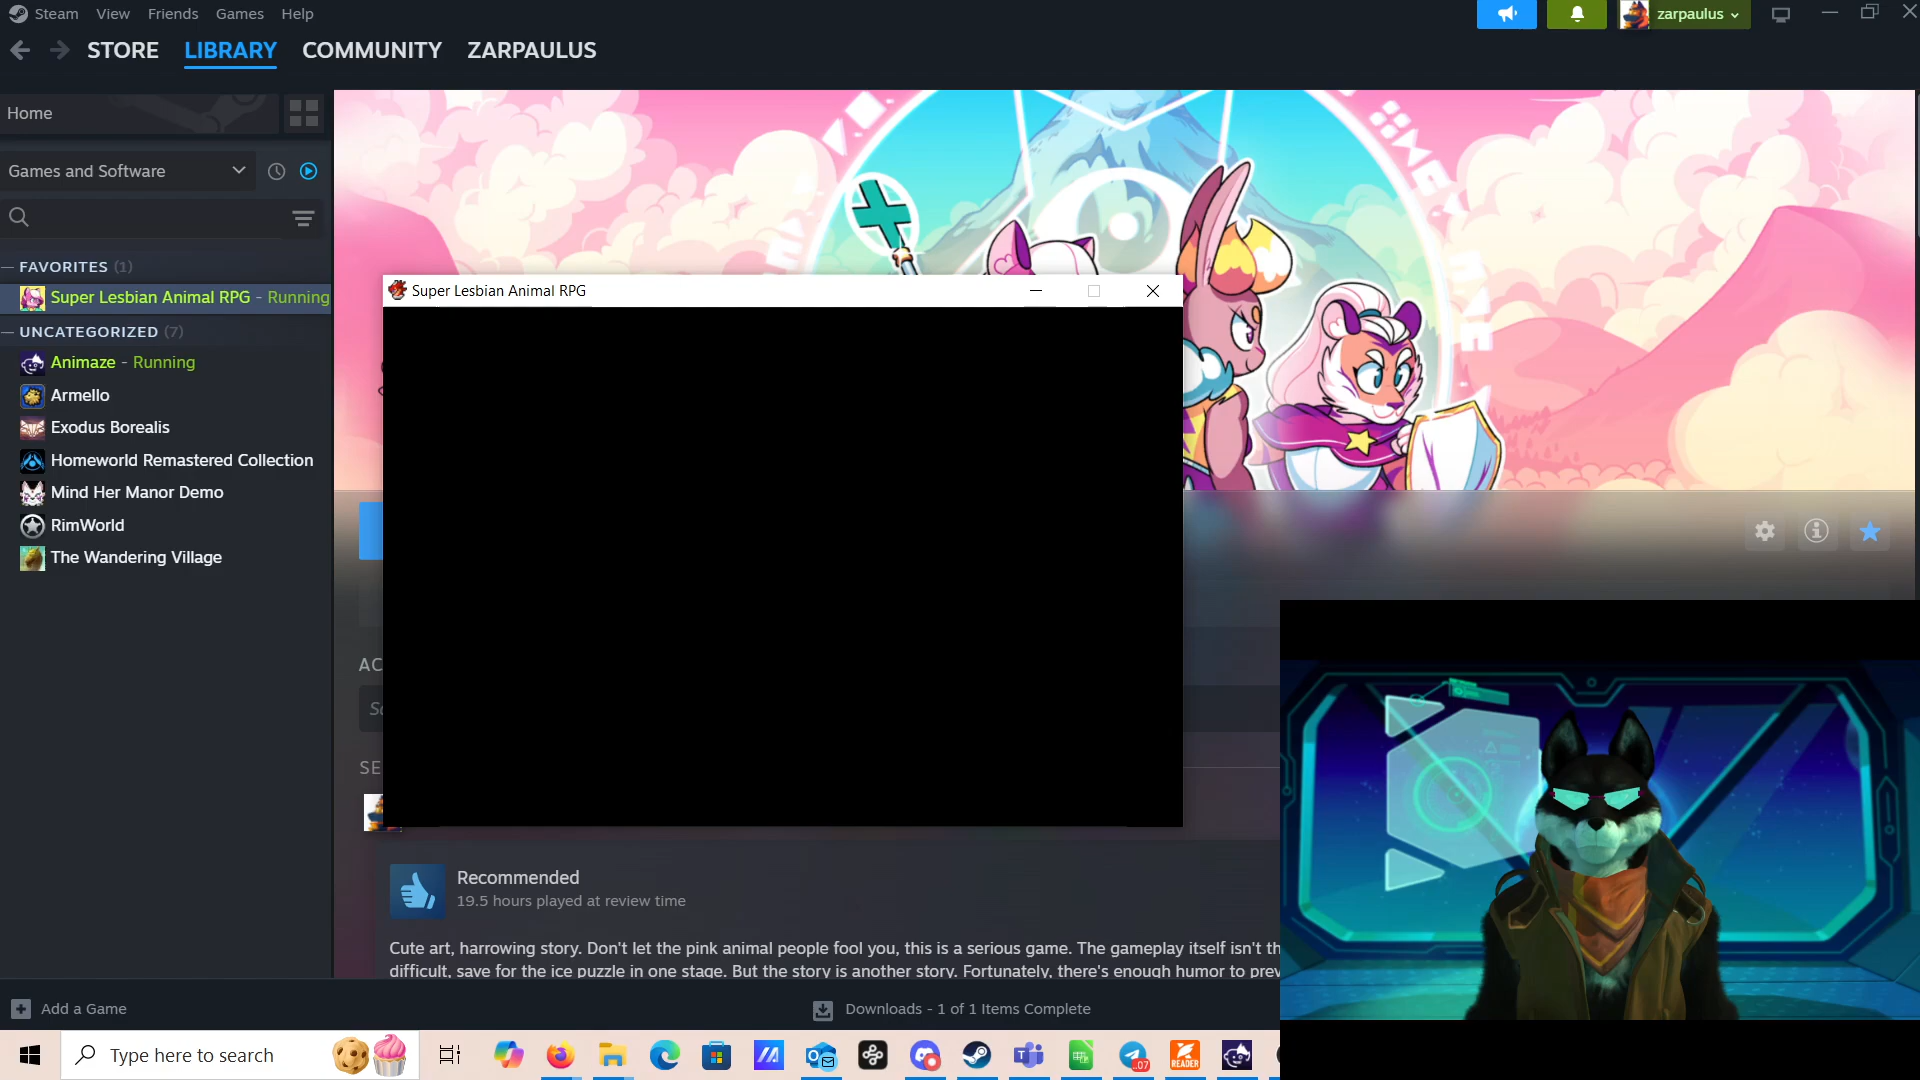 Steam View Friends Games Help
zarpaulus
STORE LIBRARY COMMUNITY ZARPAULUS
Home
Games and Software
FAVORITES (1)
Super Lesbian Animal RPG - Running
UNCATEGORIZED (7)
Animaze - Running
Armello
Exodus Borealis
Homeworld Remastered Collection
Mind Her Manor Demo
RimWorld
The Wandering Village
Super Lesbian Animal RPG
AC
SE
Recommended
19.5 hours played at review time
Cute art, harrowing story. Don't let the pink animal people fool you, this is a serious game. The gameplay itself isn't th
difficult, save for the ice puzzle in one stage. But the story is another story. Fortunately, there's enough humor to prev
Add a Game
Downloads - 1 of 1 Items Complete
Type here to search
READER
07